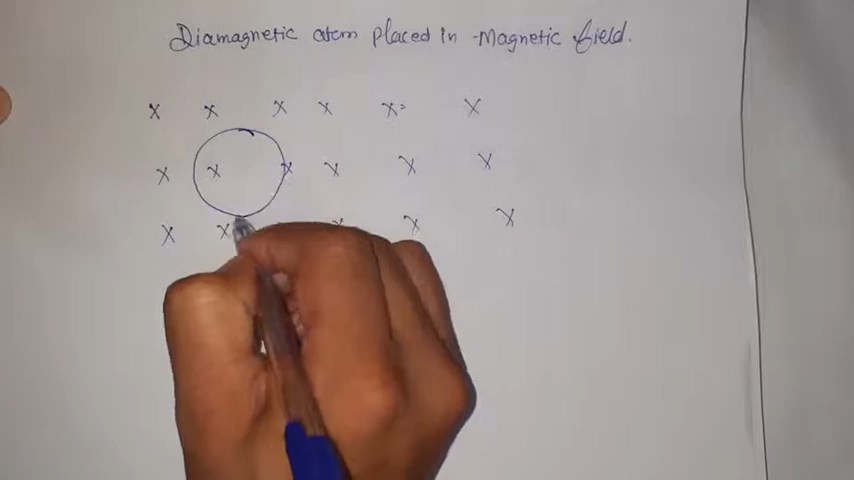 Diamagnetic atom placed in Magnetic field.
x x x x x x
x x x x x x
x x x x x